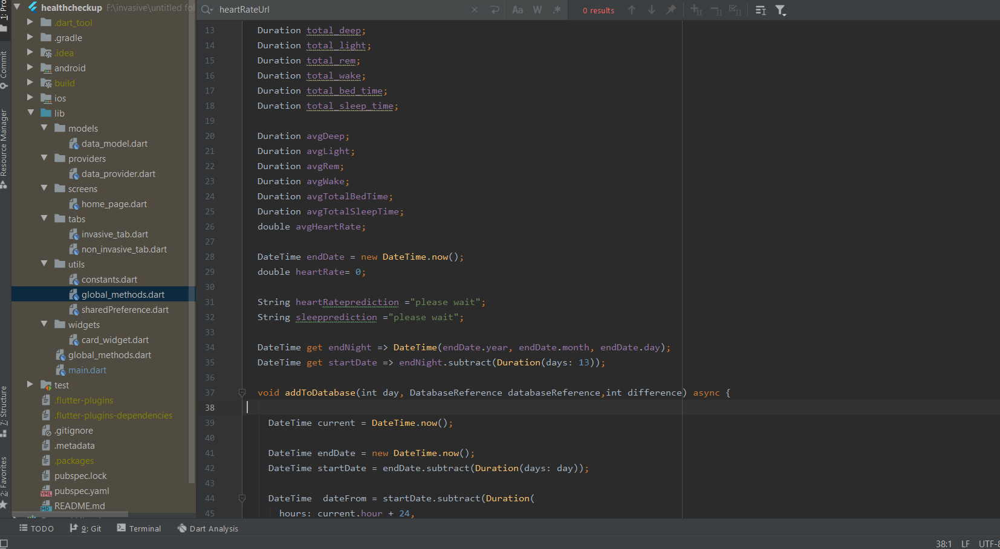 healthcheckup F:\invasive\untitled fol
.dart_tool
.gradle
.idea
android
build
ios
lib
models
data_model.dart
providers
data_provider.dart
screens
home_page.dart
tabs
invasive_tab.dart
non_invasive_tab.dart
utils
constants.dart
global_methods.dart
sharedPreference.dart
widgets
card_widget.dart
global_methods.dart
main.dart
test
.flutter-plugins
.flutter-plugins-dependencies
.gitignore
.metadata
.packages
pubspec.lock
pubspec.yaml
README.md
Commit
Resource Manager
7: Structure
2: Favorites
heartRateUrl
Aa W .* 0 results
13 Duration total_deep;
14 Duration total_light;
15 Duration total_rem;
16 Duration total_wake;
17 Duration total_bed_time;
18 Duration total_sleep_time;
19
20 Duration avgDeep;
21 Duration avgLight;
22 Duration avgRem;
23 Duration avgWake;
24 Duration avgTotalBedTime;
25 Duration avgTotalSleepTime;
26 double avgHeartRate;
27
28 DateTime endDate = new DateTime.now();
29 double heartRate= 0;
30
31 String heartRateprediction ="please wait";
32 String sleepprediction ="please wait";
33
34 DateTime get endNight => DateTime(endDate.year, endDate.month, endDate.day);
35 DateTime get startDate => endNight.subtract(Duration(days: 13));
36
37 void addToDatabase(int day, DatabaseReference databaseReference,int difference) async {
38
39 DateTime current = DateTime.now();
40
41 DateTime endDate = new DateTime.now();
42 DateTime startDate = endDate.subtract(Duration(days: day));
43
44 DateTime  dateFrom = startDate.subtract(Duration(
45 hours: current.hour + 24,
TODO 9: Git Terminal Dart Analysis
38:1 LF UTF-8